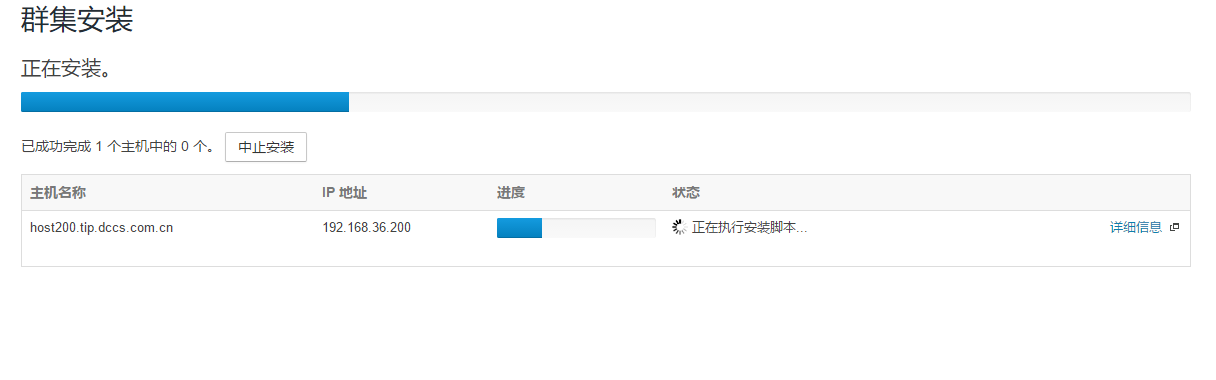 群集安装
正在安装。
已成功完成 1 个主机中的 0 个。 中止安装
主机名称 IP 地址 进度 状态
host200.tip.dccs.com.cn 192.168.36.200 正在执行安装脚本... 详细信息